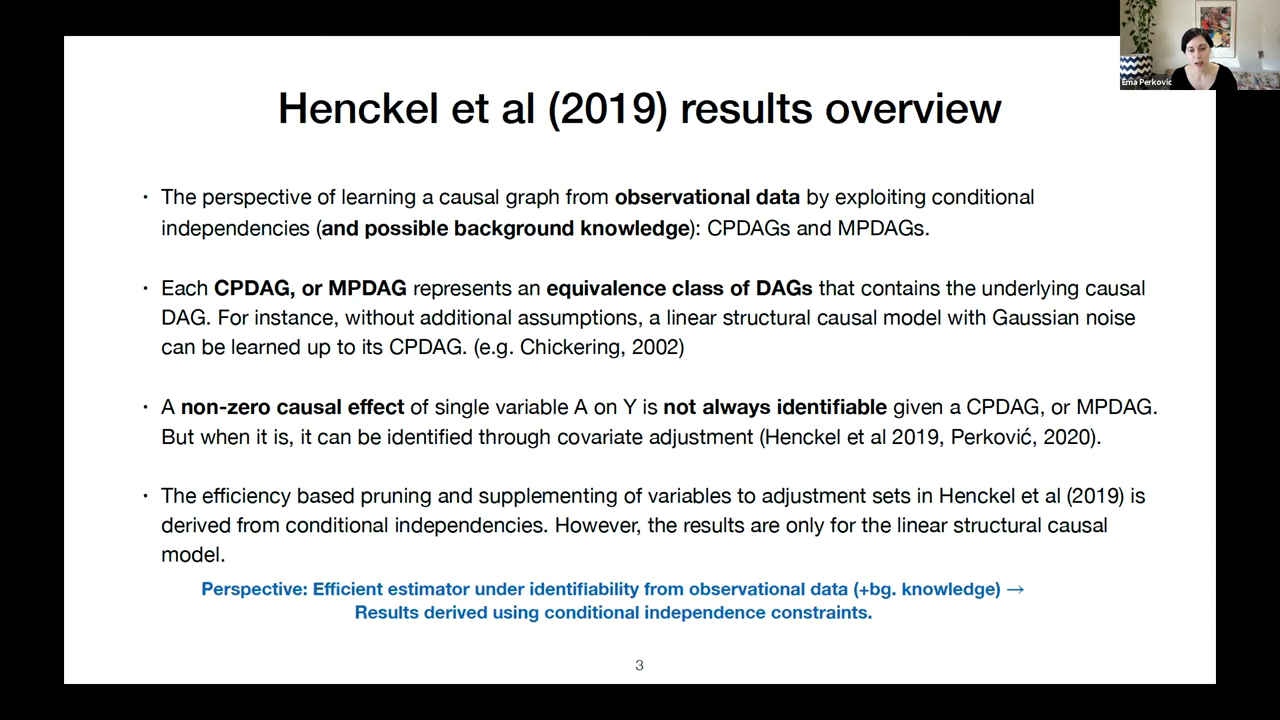 Ema Perković
Henckel et al (2019) results overview
• The perspective of learning a causal graph from observational data by exploiting conditional
independencies (and possible background knowledge): CPDAGs and MPDAGs.
• Each CPDAG, or MPDAG represents an equivalence class of DAGs that contains the underlying causal
DAG. For instance, without additional assumptions, a linear structural causal model with Gaussian noise
can be learned up to its CPDAG. (e.g. Chickering, 2002)
• A non-zero causal effect of single variable A on Y is not always identifiable given a CPDAG, or MPDAG.
But when it is, it can be identified through covariate adjustment (Henckel et al 2019, Perković, 2020).
• The efficiency based pruning and supplementing of variables to adjustment sets in Henckel et al (2019) is
derived from conditional independencies. However, the results are only for the linear structural causal
model.
Perspective: Efficient estimator under identifiability from observational data (+bg. knowledge) →
Results derived using conditional independence constraints.
3